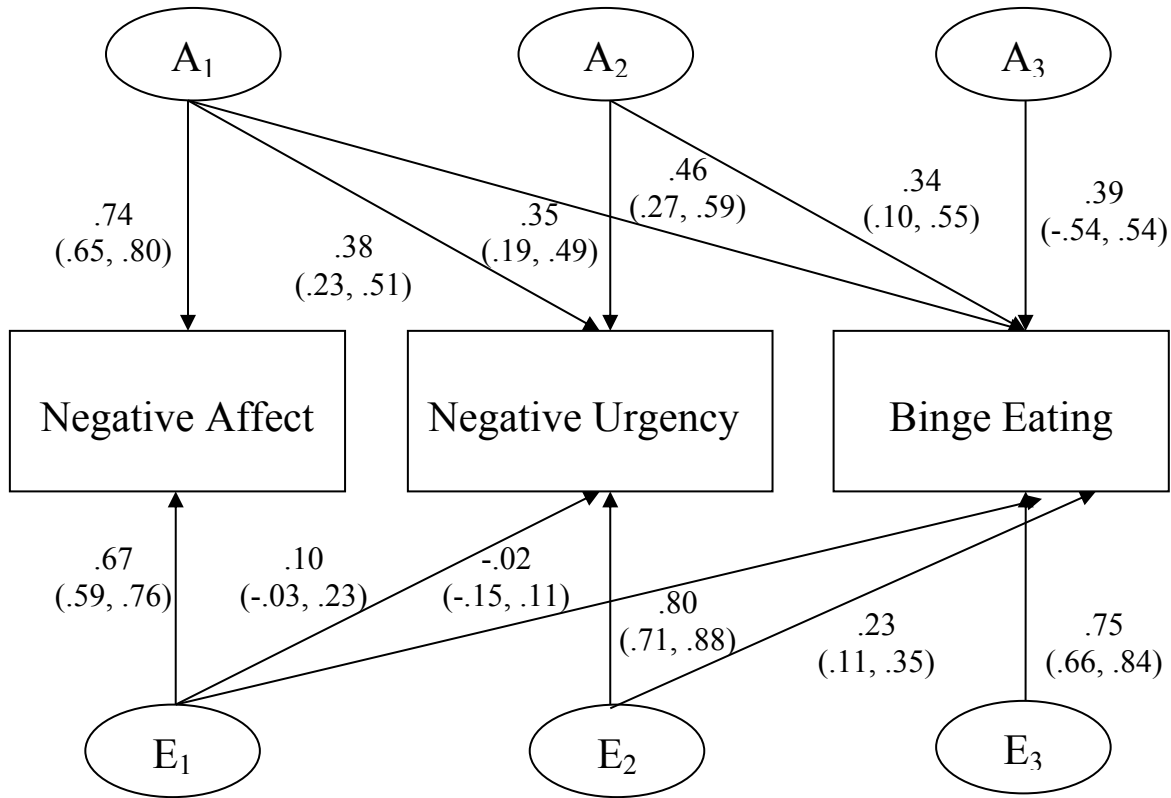 A₁
A₂
A₃
.74
(.65, .80)
.38
(.23, .51)
.35
(.19, .49)
.46
(.27, .59)
.34
(.10, .55)
.39
(-.54, .54)
Negative Affect
Negative Urgency
Binge Eating
.67
(.59, .76)
.10
(-.03, .23)
-.02
(-.15, .11)
.80
(.71, .88)
.23
(.11, .35)
.75
(.66, .84)
E₁
E₂
E₃